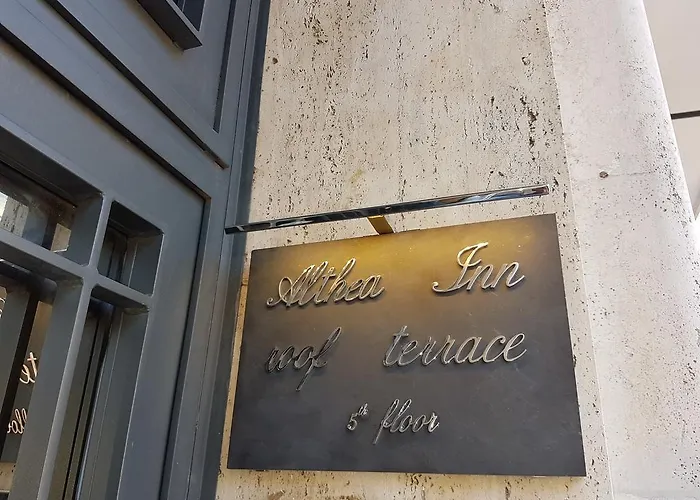 Althea Inn
roof terrace
5th floor